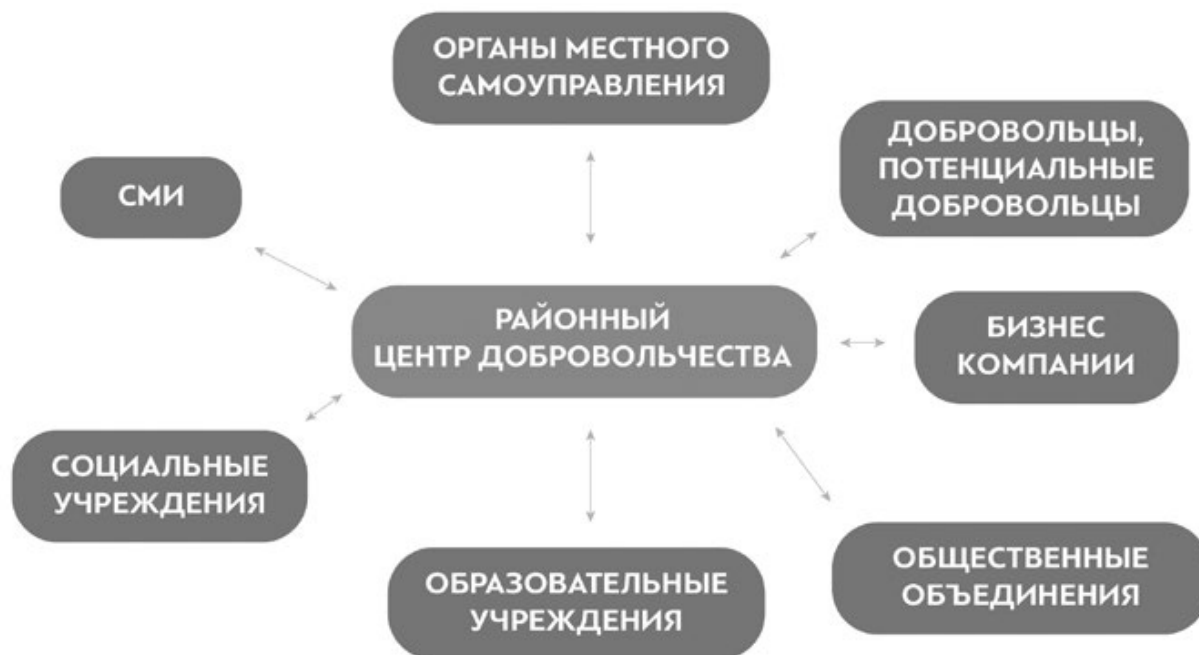 ОРГАНЫ МЕСТНОГО
САМОУПРАВЛЕНИЯ
ДОБРОВОЛЬЦЫ,
ПОТЕНЦИАЛЬНЫЕ
ДОБРОВОЛЬЦЫ
СМИ
РАЙОННЫЙ
ЦЕНТР ДОБРОВОЛЬЧЕСТВА
БИЗНЕС
КОМПАНИИ
СОЦИАЛЬНЫЕ
УЧРЕЖДЕНИЯ
ОБРАЗОВАТЕЛЬНЫЕ
УЧРЕЖДЕНИЯ
ОБЩЕСТВЕННЫЕ
ОБЪЕДИНЕНИЯ